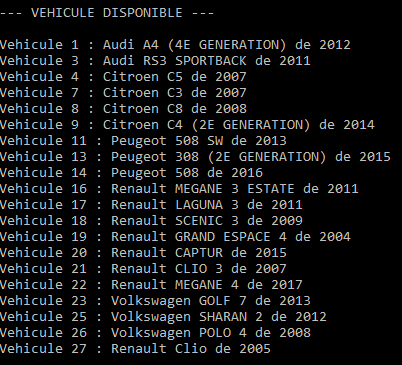 --- VEHICULE DISPONIBLE ---
Vehicule 1 : Audi A4 (4E GENERATION) de 2012
Vehicule 3 : Audi RS3 SPORTBACK de 2011
Vehicule 4 : Citroen C5 de 2007
Vehicule 7 : Citroen C3 de 2007
Vehicule 8 : Citroen C8 de 2008
Vehicule 9 : Citroen C4 (2E GENERATION) de 2014
Vehicule 11 : Peugeot 508 SW de 2013
Vehicule 13 : Peugeot 308 (2E GENERATION) de 2015
Vehicule 14 : Peugeot 508 de 2016
Vehicule 16 : Renault MEGANE 3 ESTATE de 2011
Vehicule 17 : Renault LAGUNA 3 de 2011
Vehicule 18 : Renault SCENIC 3 de 2009
Vehicule 19 : Renault GRAND ESPACE 4 de 2004
Vehicule 20 : Renault CAPTUR de 2015
Vehicule 21 : Renault CLIO 3 de 2007
Vehicule 22 : Renault MEGANE 4 de 2017
Vehicule 23 : Volkswagen GOLF 7 de 2013
Vehicule 25 : Volkswagen SHARAN 2 de 2012
Vehicule 26 : Volkswagen POLO 4 de 2008
Vehicule 27 : Renault Clio de 2005